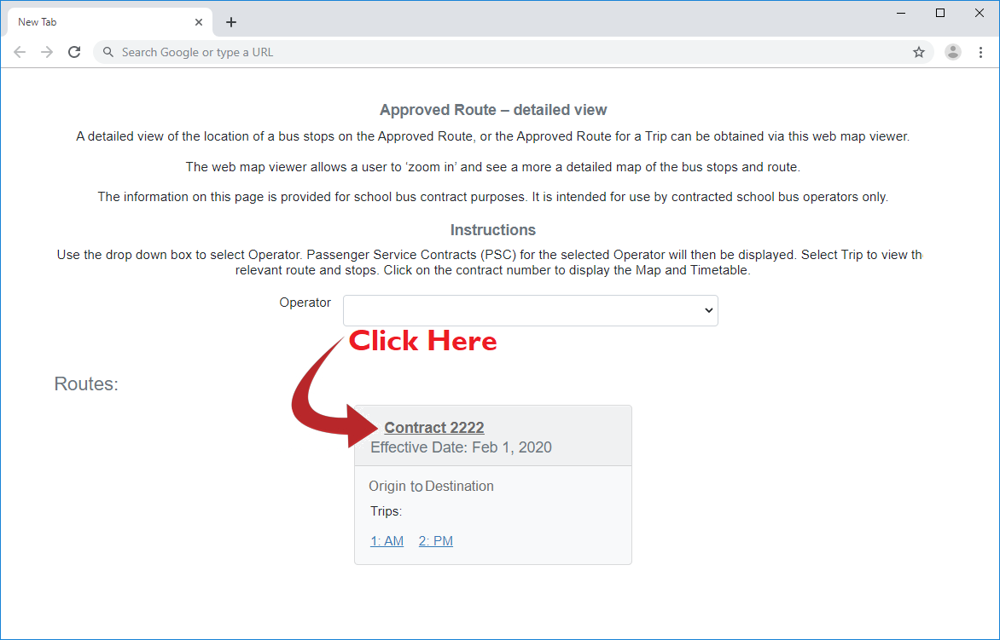 New Tab
Search Google or type a URL
Approved Route – detailed view
A detailed view of the location of a bus stops on the Approved Route, or the Approved Route for a Trip can be obtained via this web map viewer.
The web map viewer allows a user to ‘zoom in’ and see a more a detailed map of the bus stops and route.
The information on this page is provided for school bus contract purposes. It is intended for use by contracted school bus operators only.
Instructions
Use the drop down box to select Operator. Passenger Service Contracts (PSC) for the selected Operator will then be displayed. Select Trip to view th
relevant route and stops. Click on the contract number to display the Map and Timetable.
Operator
Click Here
Routes:
Contract 2222
Effective Date: Feb 1, 2020
Origin to Destination
Trips:
1: AM 2: PM